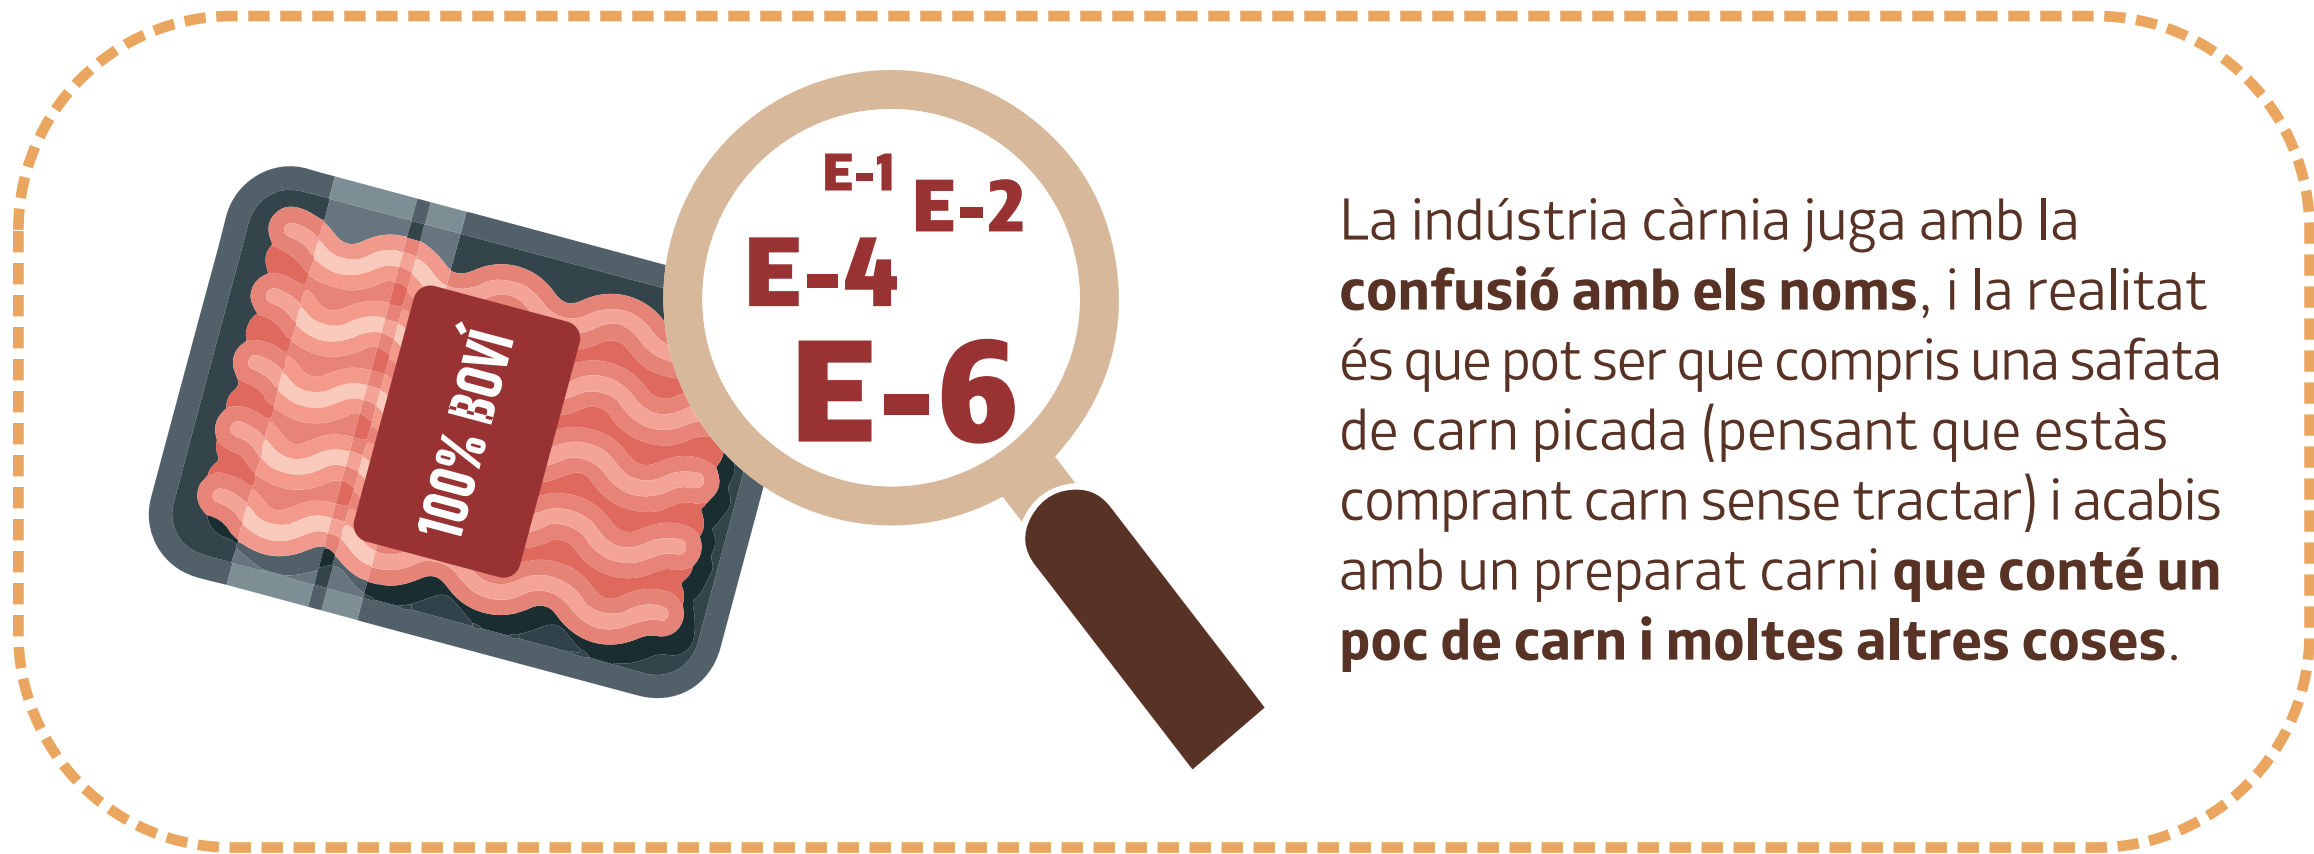 100% BOVÍ
E-1
E-2
E-4
E-6
La indústria càrnia juga amb la
confusió amb els noms, i la realitat
és que pot ser que compris una safata
de carn picada (pensant que estàs
comprant carn sense tractar) i acabis
amb un preparat carni que conté un
poc de carn i moltes altres coses.